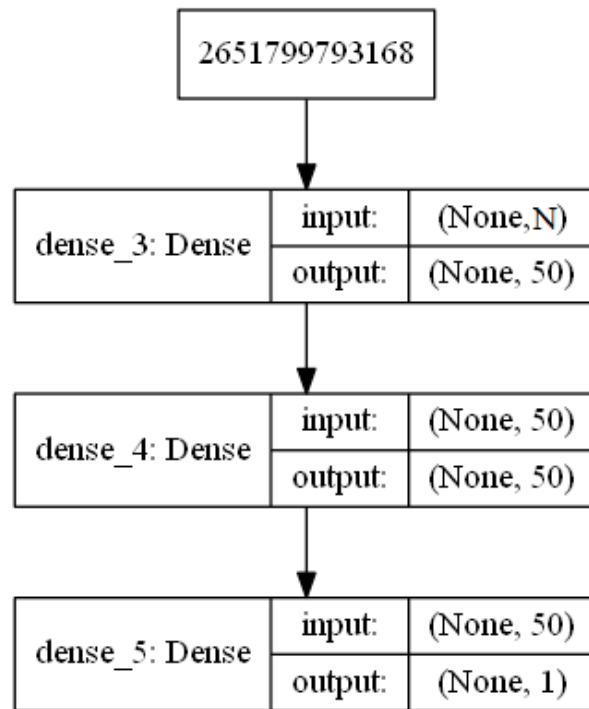 2651799793168
dense_3: Dense
input:
(None,N)
output:
(None, 50)
dense_4: Dense
input:
(None, 50)
output:
(None, 50)
dense_5: Dense
input:
(None, 50)
output:
(None, 1)